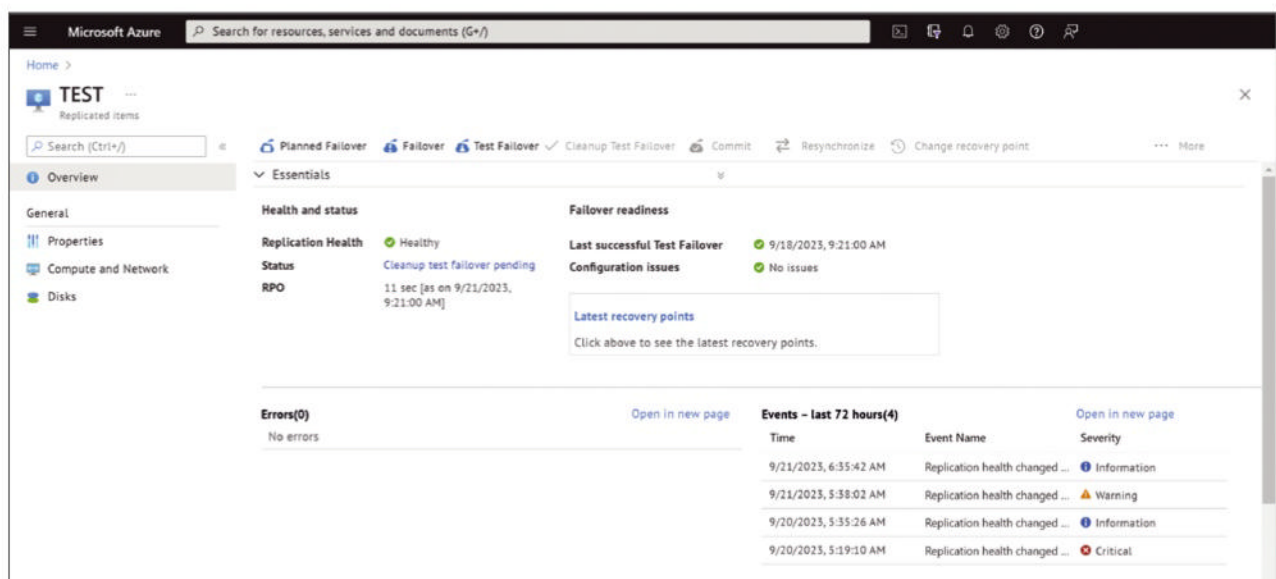 Microsoft Azure
Search for resources, services and documents (G+/)
Home >
TEST ...
Replicated items
Search (Ctrl+/) «
Planned Failover Failover Test Failover Cleanup Test Failover Commit Resynchronize Change recovery point ... More
Overview
Essentials
General
Health and status Failover readiness
Properties
Replication Health Healthy Last successful Test Failover 9/18/2023, 9:21:00 AM
Compute and Network
Status Cleanup test failover pending Configuration issues No issues
Disks
RPO 11 sec [as on 9/21/2023,
9:21:00 AM]
Latest recovery points
Click above to see the latest recovery points.
Errors(0) Open in new page Events – last 72 hours(4) Open in new page
No errors Time Event Name Severity
9/21/2023, 6:35:42 AM Replication health changed ... Information
9/21/2023, 5:38:02 AM Replication health changed ... Warning
9/20/2023, 5:35:26 AM Replication health changed ... Information
9/20/2023, 5:19:10 AM Replication health changed ... Critical